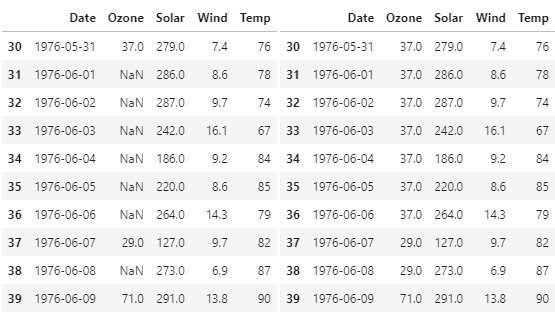 Date Ozone Solar Wind Temp Date Ozone Solar Wind Temp
30 1976-05-31 37.0 279.0 7.4 76 30 1976-05-31 37.0 279.0 7.4 76
31 1976-06-01 NaN 286.0 8.6 78 31 1976-06-01 37.0 286.0 8.6 78
32 1976-06-02 NaN 287.0 9.7 74 32 1976-06-02 37.0 287.0 9.7 74
33 1976-06-03 NaN 242.0 16.1 67 33 1976-06-03 37.0 242.0 16.1 67
34 1976-06-04 NaN 186.0 9.2 84 34 1976-06-04 37.0 186.0 9.2 84
35 1976-06-05 NaN 220.0 8.6 85 35 1976-06-05 37.0 220.0 8.6 85
36 1976-06-06 NaN 264.0 14.3 79 36 1976-06-06 37.0 264.0 14.3 79
37 1976-06-07 29.0 127.0 9.7 82 37 1976-06-07 29.0 127.0 9.7 82
38 1976-06-08 NaN 273.0 6.9 87 38 1976-06-08 29.0 273.0 6.9 87
39 1976-06-09 71.0 291.0 13.8 90 39 1976-06-09 71.0 291.0 13.8 90